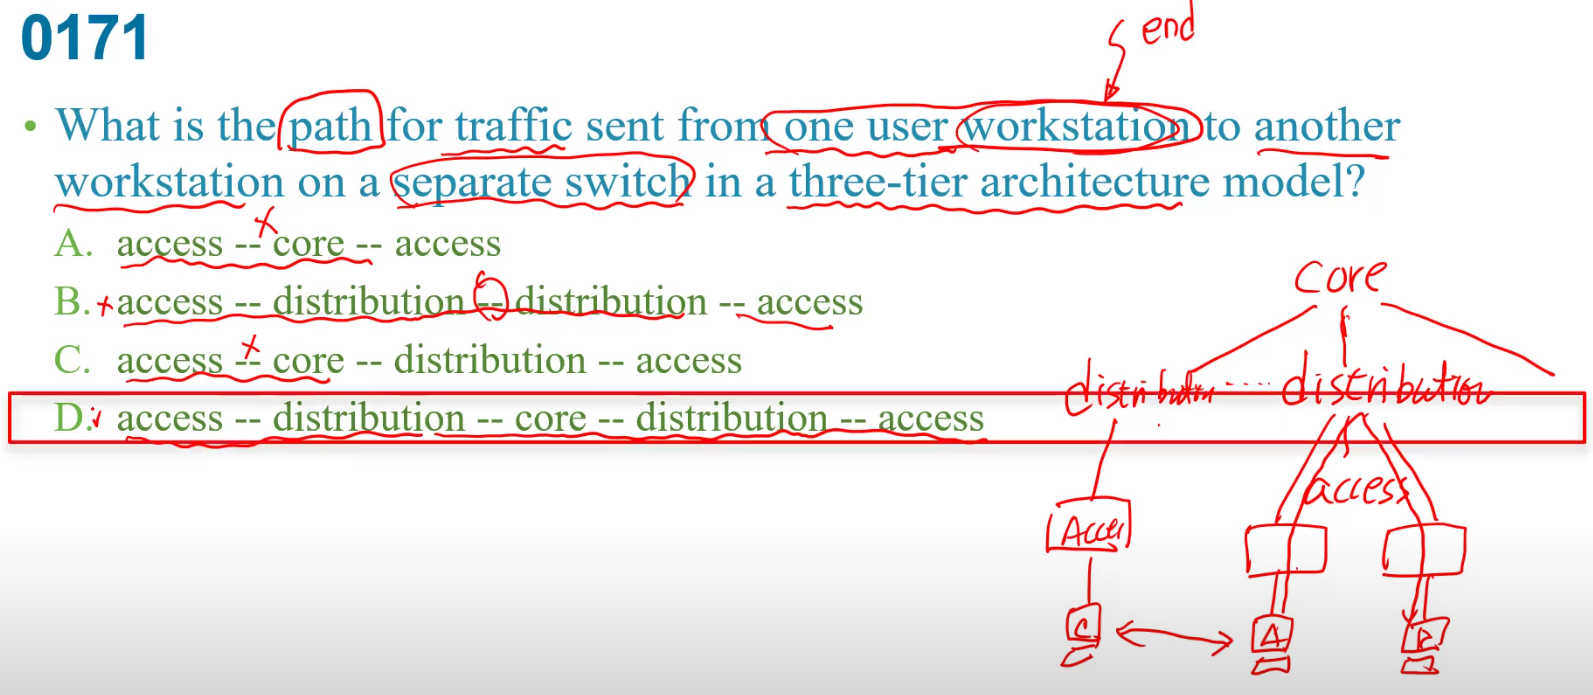 0171
end
• What is the path for traffic sent from one user workstation to another
workstation on a separate switch in a three-tier architecture model?
A. access -- core -- access
B. access -- distribution -- distribution -- access
C. access -- core -- distribution -- access
D. access -- distribution -- core -- distribution -- access
Core
distribution ---- distribution
access
C A